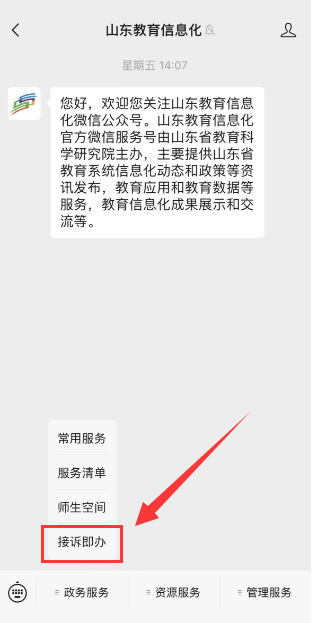 山东教育信息化
星期五 14:07
您好，欢迎您关注山东教育信息
化微信公众号。山东教育信息化
官方微信服务号由山东省教育科
学研究院主办，主要提供山东省
教育系统信息化动态和政策等资
讯发布，教育应用和教育数据等
服务，教育信息化成果展示和交
流等。
常用服务
服务清单
师生空间
接诉即办
政务服务
资源服务
管理服务